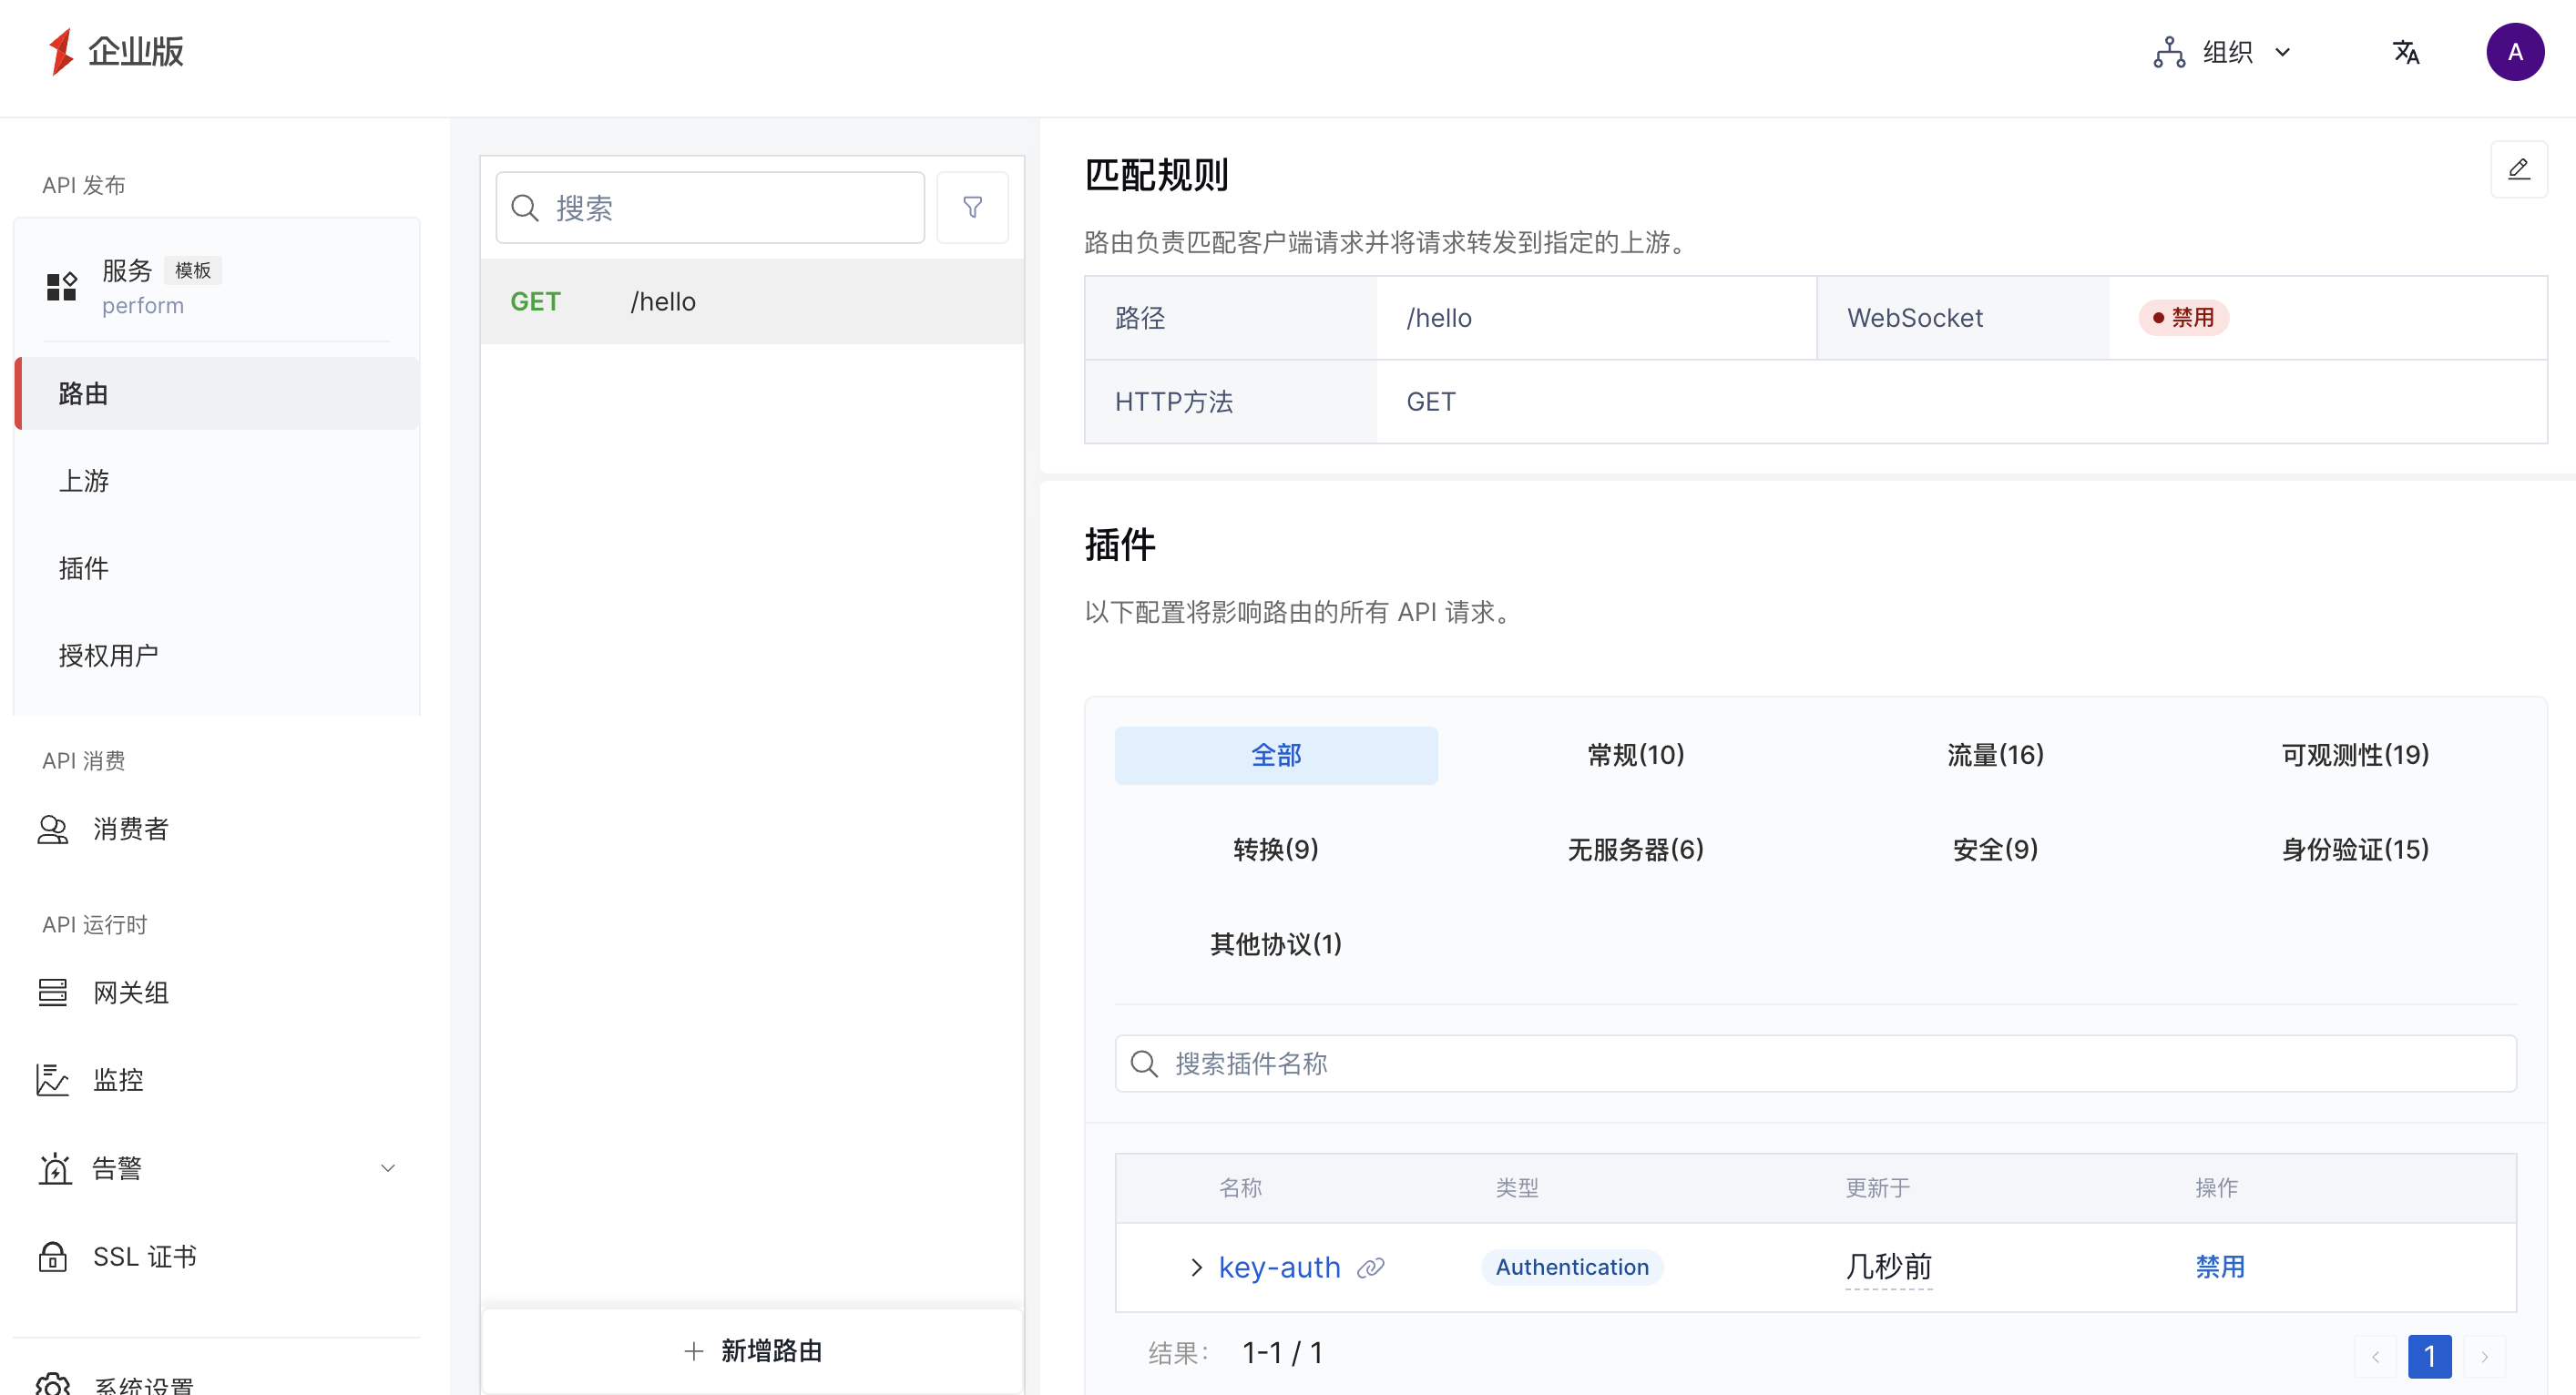 企业版
组织
A
API 发布
服务 模板
perform
路由
上游
插件
授权用户
API 消费
消费者
API 运行时
网关组
监控
告警
SSL 证书
系统设置
搜索
GET /hello
新增路由
匹配规则
路由负责匹配客户端请求并将请求转发到指定的上游。
路径 /hello WebSocket 禁用
HTTP方法 GET
插件
以下配置将影响路由的所有 API 请求。
全部 常规(10) 流量(16) 可观测性(19)
转换(9) 无服务器(6) 安全(9) 身份验证(15)
其他协议(1)
搜索插件名称
名称 类型 更新于 操作
key-auth Authentication 几秒前 禁用
结果: 1-1 / 1
1